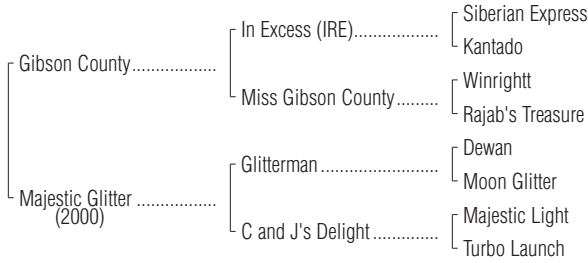 Siberian Express
In Excess (IRE)..................
Kantado
Gibson County..................
Winrightt
Miss Gibson County.........
Rajab's Treasure
Dewan
Glitterman .........................
Moon Glitter
Majestic Glitter .................
(2000)
Majestic Light
C and J's Delight...............
Turbo Launch